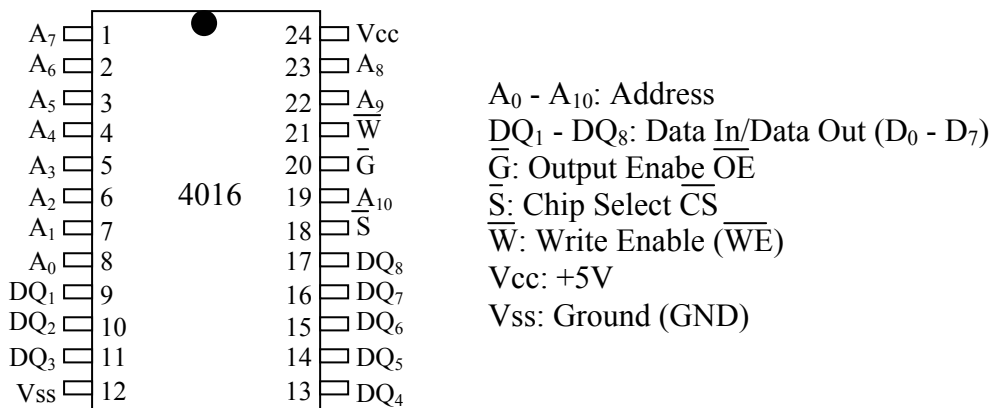 A₇ 1 24 Vcc
A₆ 2 23 A₈
A₅ 3 22 A₉
A₄ 4 21 W̅
A₃ 5 20 G̅
A₂ 6 4016 19 A₁₀
A₁ 7 18 S̅
A₀ 8 17 DQ₈
DQ₁ 9 16 DQ₇
DQ₂ 10 15 DQ₆
DQ₃ 11 14 DQ₅
Vss 12 13 DQ₄
A₀ - A₁₀: Address
DQ₁ - DQ₈: Data In/Data Out (D₀ - D₇)
G̅: Output Enabe O̅E̅
S̅: Chip Select C̅S̅
W̅: Write Enable (W̅E̅)
Vcc: +5V
Vss: Ground (GND)